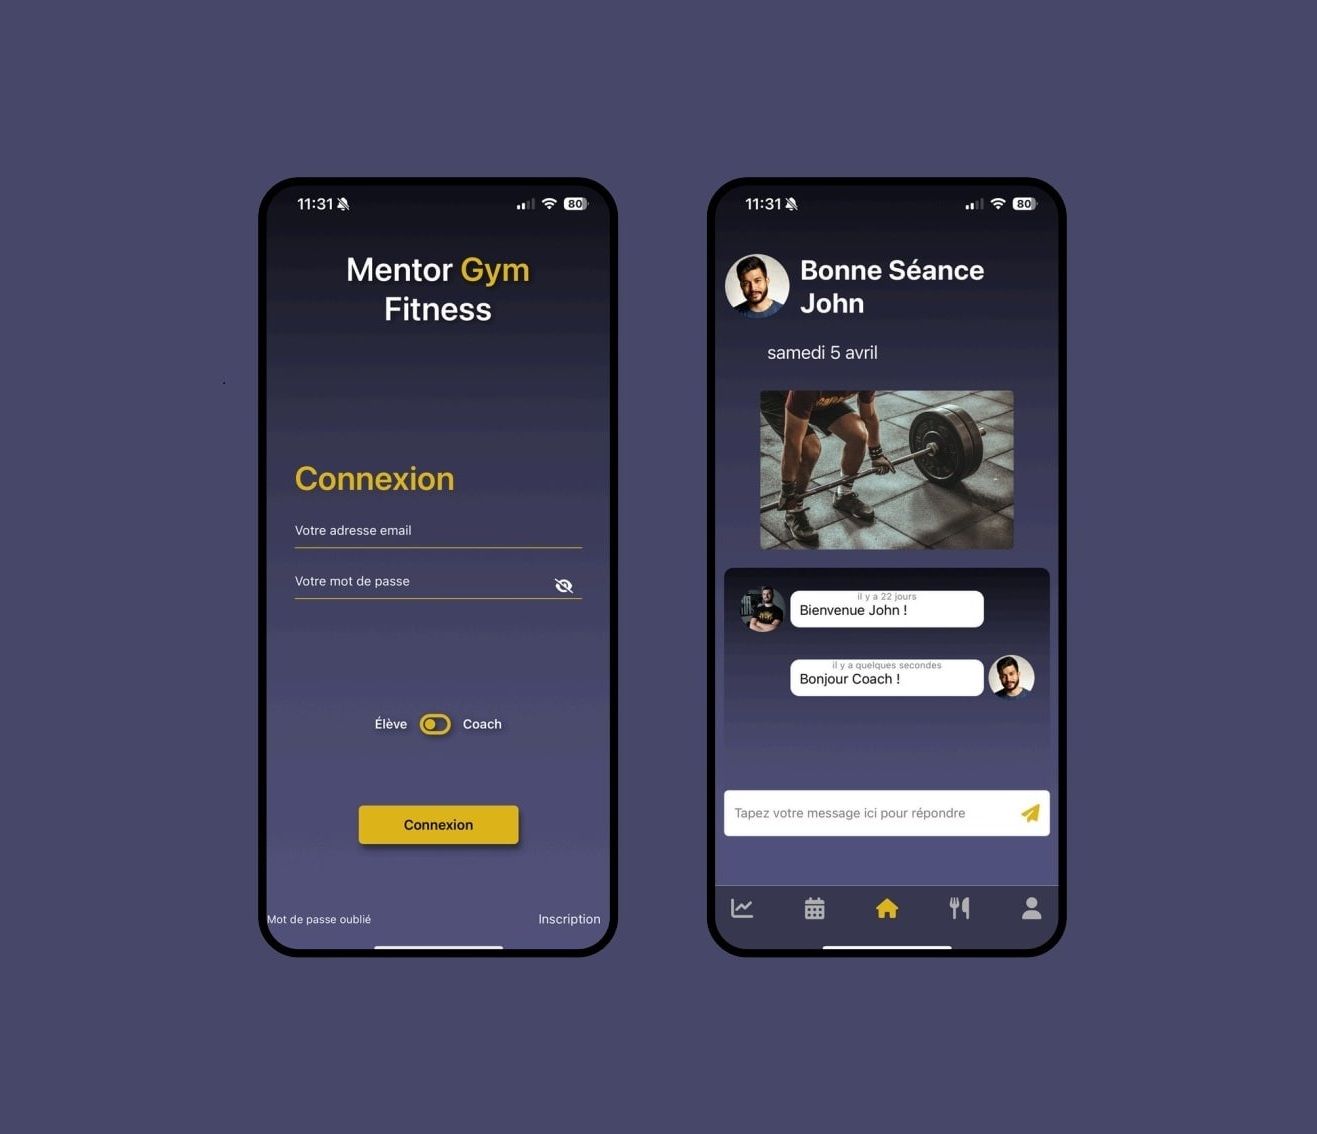 11:31
80
Mentor Gym
Fitness
Connexion
Votre adresse email
Votre mot de passe
Élève
Coach
Connexion
Mot de passe oublié
Inscription
11:31
80
Bonne Séance
John
samedi 5 avril
il y a 22 jours
Bienvenue John !
il y a quelques secondes
Bonjour Coach !
Tapez votre message ici pour répondre